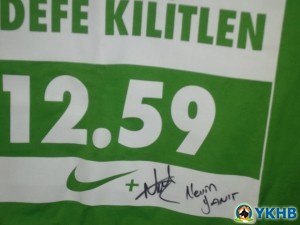 DEFE KILITLEN
12.59
+
Nevin
Yanıt
YKHB